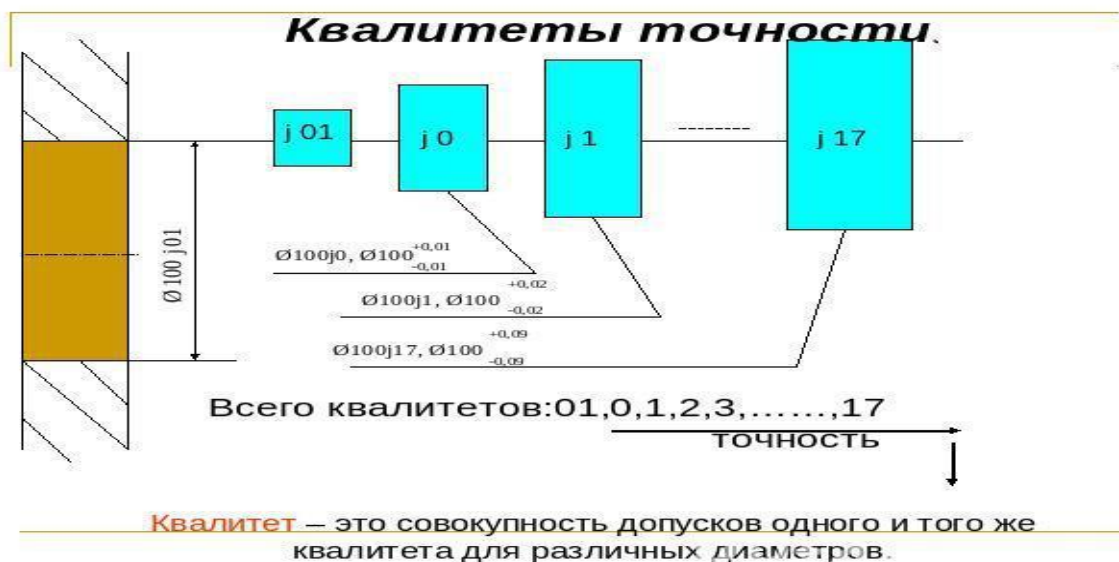 Квалитеты точности.
j 01
j 0
j 1
--------
j 17
Ø100 j01
Ø100j0, Ø100 +0,01 -0,01
Ø100j1, Ø100 +0,02 -0,02
Ø100j17, Ø100 +0,09 -0,09
Всего квалитетов:01,0,1,2,3,……,17
точность
Квалитет – это совокупность допусков одного и того же
квалитета для различных диаметров.